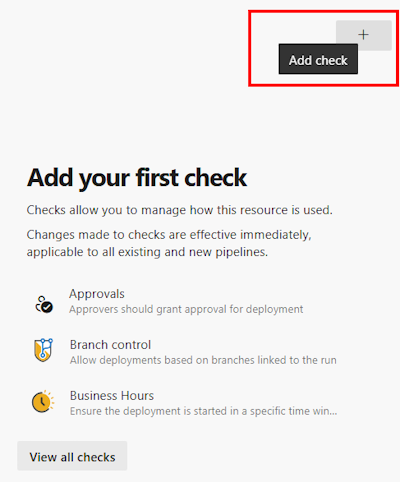 +
Add check
Add your first check
Checks allow you to manage how this resource is used.
Changes made to checks are effective immediately,
applicable to all existing and new pipelines.
Approvals
Approvers should grant approval for deployment
Branch control
Allow deployments based on branches linked to the run
Business Hours
Ensure the deployment is started in a specific time win...
View all checks